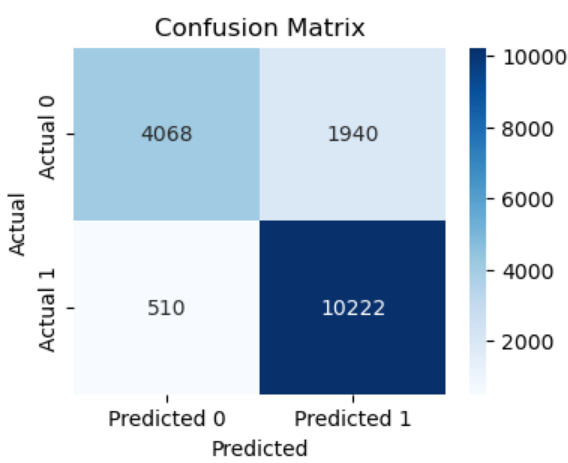 Confusion Matrix
Actual 0
4068
1940
Actual
Actual 1
510
10222
Predicted 0
Predicted 1
Predicted
10000
8000
6000
4000
2000